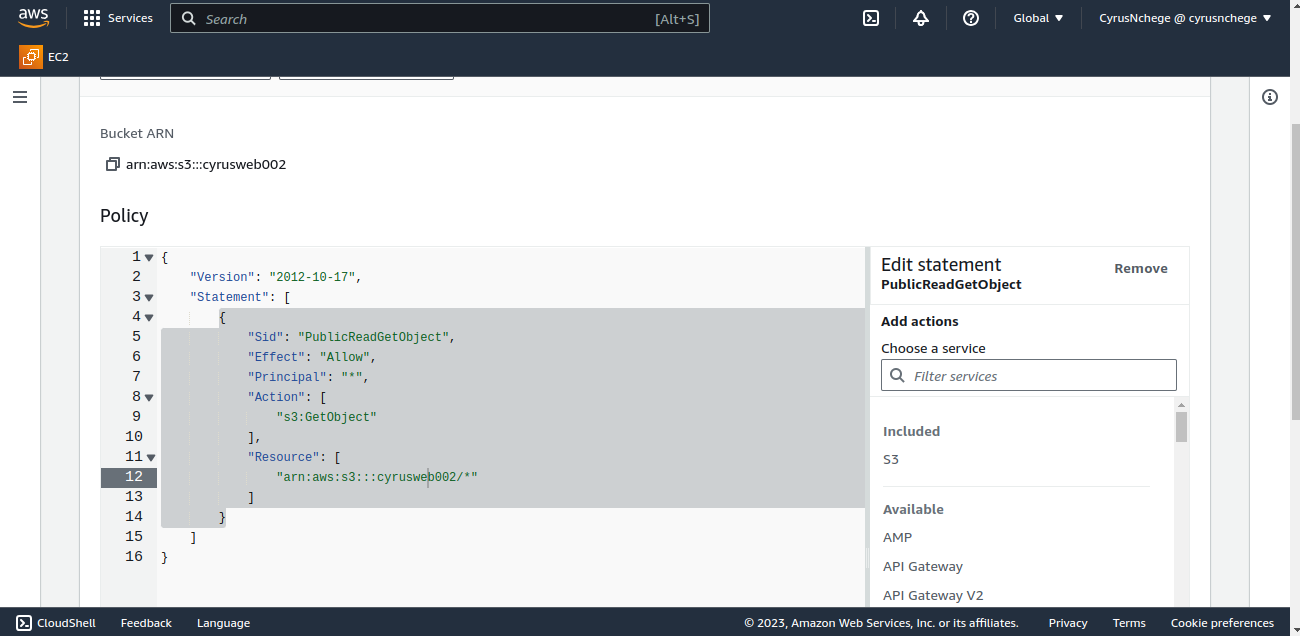 aws Services Search [Alt+S] Global CyrusNchege @ cyrusnchege
EC2
Bucket ARN
arn:aws:s3:::cyrusweb002
Policy
1 {
2 "Version": "2012-10-17",
3 "Statement": [
4 {
5 "Sid": "PublicReadGetObject",
6 "Effect": "Allow",
7 "Principal": "*",
8 "Action": [
9 "s3:GetObject"
10 ],
11 "Resource": [
12 "arn:aws:s3:::cyrusweb002/*"
13 ]
14 }
15 ]
16 }
Edit statement Remove
PublicReadGetObject
Add actions
Choose a service
Filter services
Included
S3
Available
AMP
API Gateway
API Gateway V2
CloudShell Feedback Language © 2023, Amazon Web Services, Inc. or its affiliates. Privacy Terms Cookie preferences